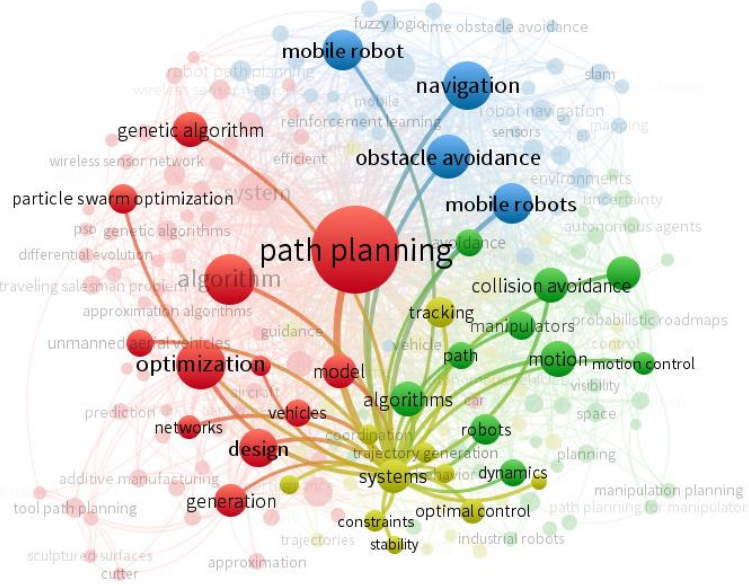 fuzzy logic
time obstacle avoidance
mobile robot
robot path planning
slam
navigation
wireless sensor
mobile
robot navigation
reinforcement learning
mapping
genetic algorithm
sensors
wireless sensor network
efficient
obstacle avoidance
environments
system
particle swarm optimization
mobile robots
uncertainty
pso
genetic algorithms
autonomous agents
path planning
avoidance
differential evolution
algorithm
collision avoidance
traveling salesman problem
approximation algorithms
tracking
manipulators
probabilistic roadmaps
guidance
unmanned aerial vehicles
vehicle
control
optimization
model
path
motion
motion control
aircraft
visibility
algorithms
car
prediction
vehicles
space
networks
coordination
robots
design
trajectory generation
planning
additive manufacturing
systems
behavior
dynamics
manipulation planning
generation
tool path planning
constraints
optimal control
path planning for manipulators
trajectories
stability
industrial robots
sculptured surfaces
approximation
cutter